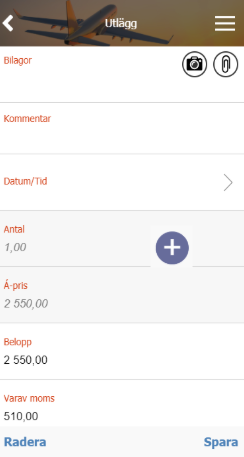 Utlägg
Bilagor
Kommentar
Datum/Tid
Antal
1,00
Á-pris
2 550,00
Belopp
2 550,00
Varav moms
510,00
Radera Spara